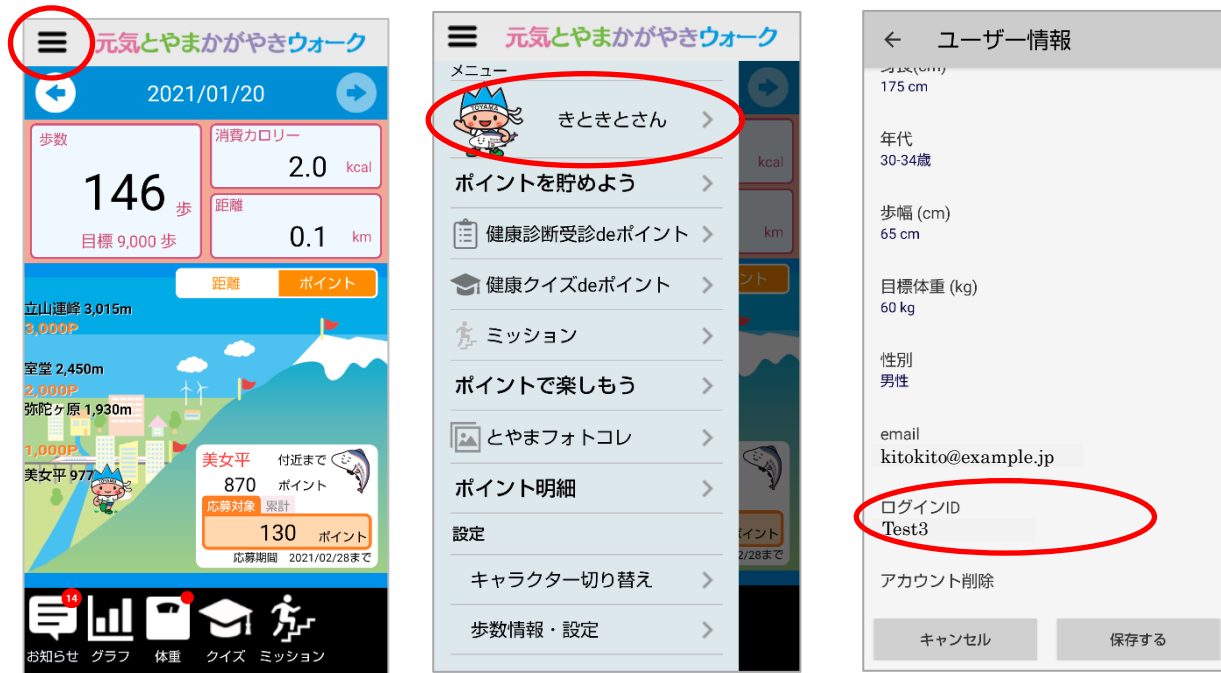 元気とやまかがやきウォーク
2021/01/20
歩数
146 歩
目標 9,000 歩
消費カロリー
2.0 kcal
距離
0.1 km
距離 ポイント
立山連峰 3,015m
3,000P
室堂 2,450m
2,000P
弥陀ヶ原 1,930m
1,000P
美女平 977
美女平 付近まで
870 ポイント
応募対象 累計
130 ポイント
応募期間 2021/02/28まで
14
お知らせ グラフ 体重 クイズ ミッション
元気とやまかがやきウォーク
メニュー
TOYAMA
きときとさん
ポイントを貯めよう
健康診断受診deポイント
健康クイズdeポイント
ミッション
ポイントで楽しもう
とやまフォトコレ
ポイント明細
設定
キャラクター切り替え
歩数情報・設定
kcal
km
ント
ポイント
2/28まで
ユーザー情報
身長(cm)
175 cm
年代
30-34歳
歩幅 (cm)
65 cm
目標体重 (kg)
60 kg
性別
男性
email
kitokito@example.jp
ログインID
Test3
アカウント削除
キャンセル 保存する